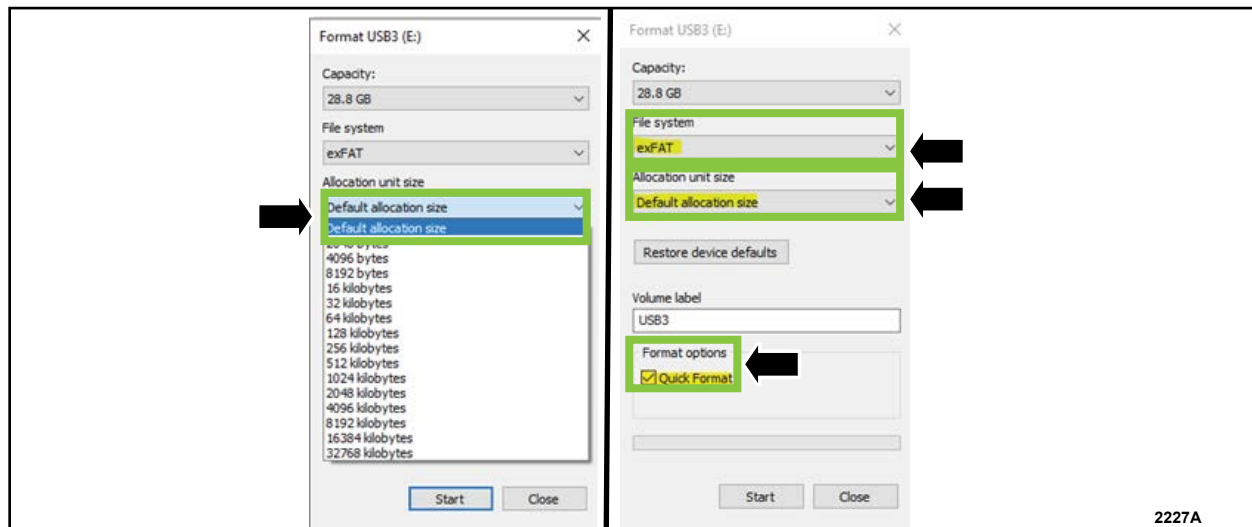 Format USB3 (E:)
Capacity:
28.8 GB
File system
exFAT
Allocation unit size
Default allocation size
Default allocation size
2048 bytes
4096 bytes
8192 bytes
16 kilobytes
32 kilobytes
64 kilobytes
128 kilobytes
256 kilobytes
512 kilobytes
1024 kilobytes
2048 kilobytes
4096 kilobytes
8192 kilobytes
16384 kilobytes
32768 kilobytes
Start
Close
Format USB3 (E:)
Capacity:
28.8 GB
File system
exFAT
Allocation unit size
Default allocation size
Restore device defaults
Volume label
USB3
Format options
Quick Format
Start
Close
2227A